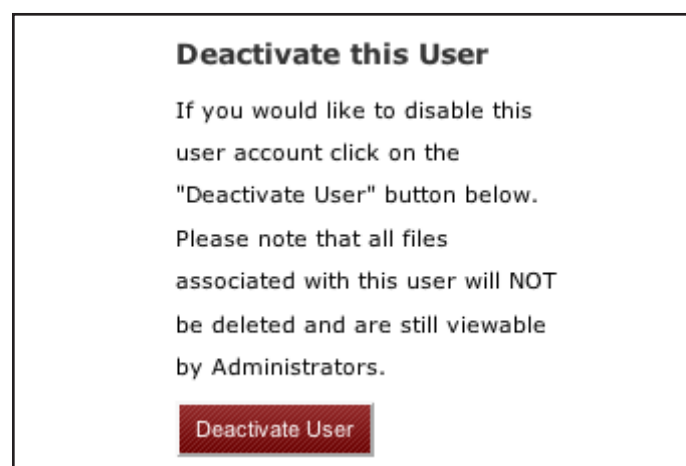 Deactivate this User
If you would like to disable this
user account click on the
"Deactivate User" button below.
Please note that all files
associated with this user will NOT
be deleted and are still viewable
by Administrators.
Deactivate User